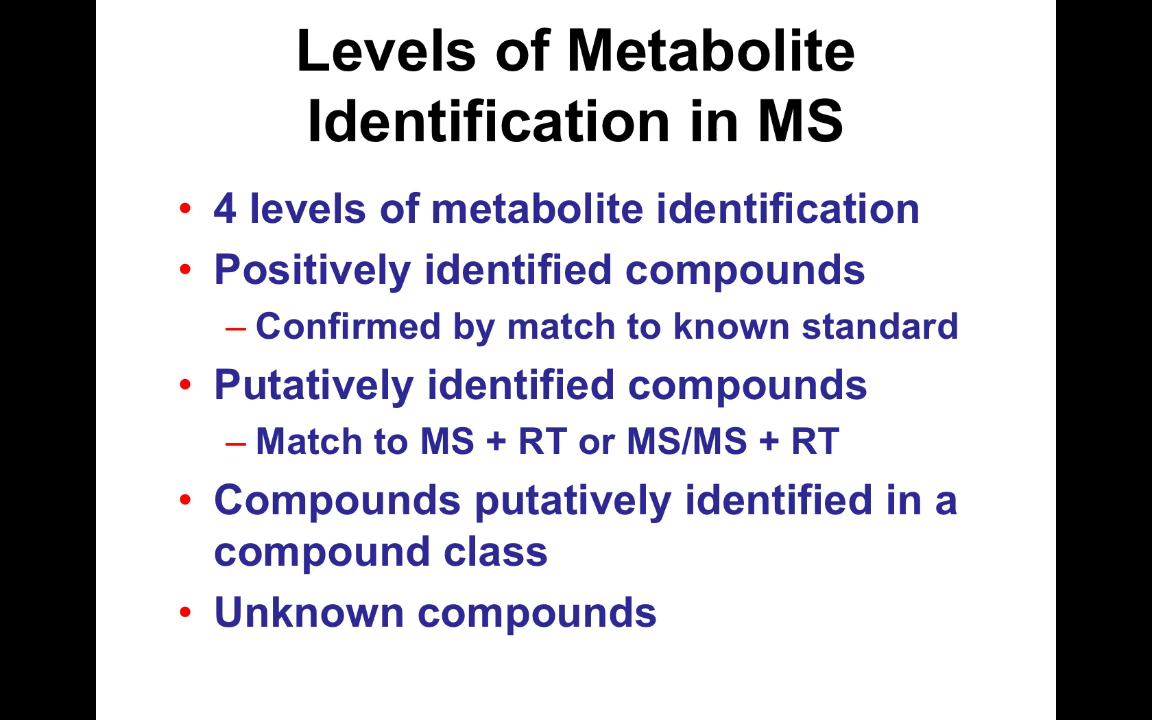 Levels of Metabolite
Identification in MS
• 4 levels of metabolite identification
• Positively identified compounds
– Confirmed by match to known standard
• Putatively identified compounds
– Match to MS + RT or MS/MS + RT
• Compounds putatively identified in a
compound class
• Unknown compounds